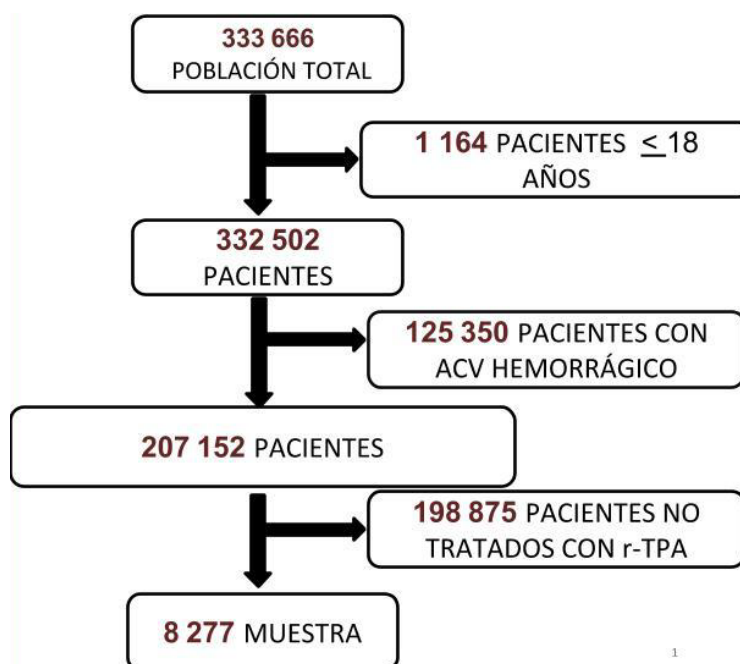 333 666
POBLACIÓN TOTAL
1 164 PACIENTES < 18
AÑOS
332 502
PACIENTES
125 350 PACIENTES CON
ACV HEMORRÁGICO
207 152 PACIENTES
198 875 PACIENTES NO
TRATADOS CON r-TPA
8 277 MUESTRA
1